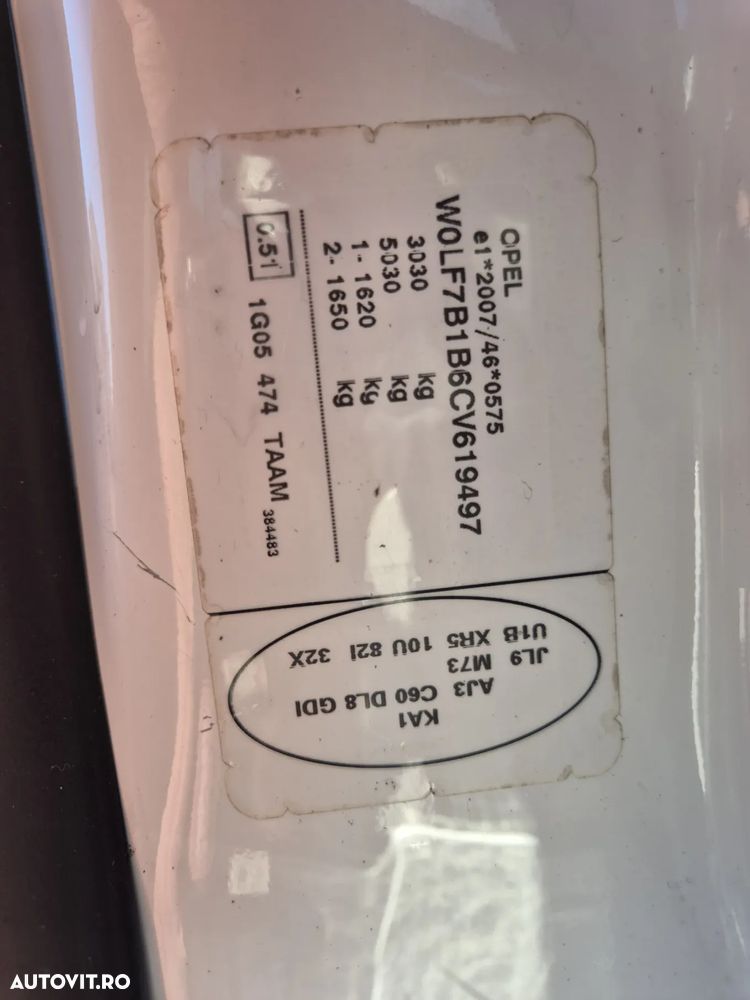 OPEL
e1*2007/46*0575
W0LF7B1B6CV619497
3030 kg
5030 kg
1- 1620 kg
2- 1650 kg
0.51 1G05 474 TAAM 384483
KA1
AJ3 C60 DL8 GDI
JL9 M73
U1B XR5 10U 82I 32X
AUTOVIT.RO